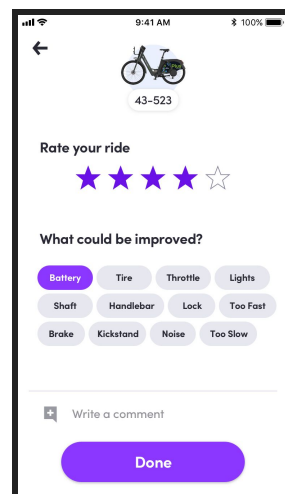 9:41 AM 100%
Plus
43-523
Rate your ride
What could be improved?
Battery Tire Throttle Lights
Shaft Handlebar Lock Too Fast
Brake Kickstand Noise Too Slow
Write a comment
Done